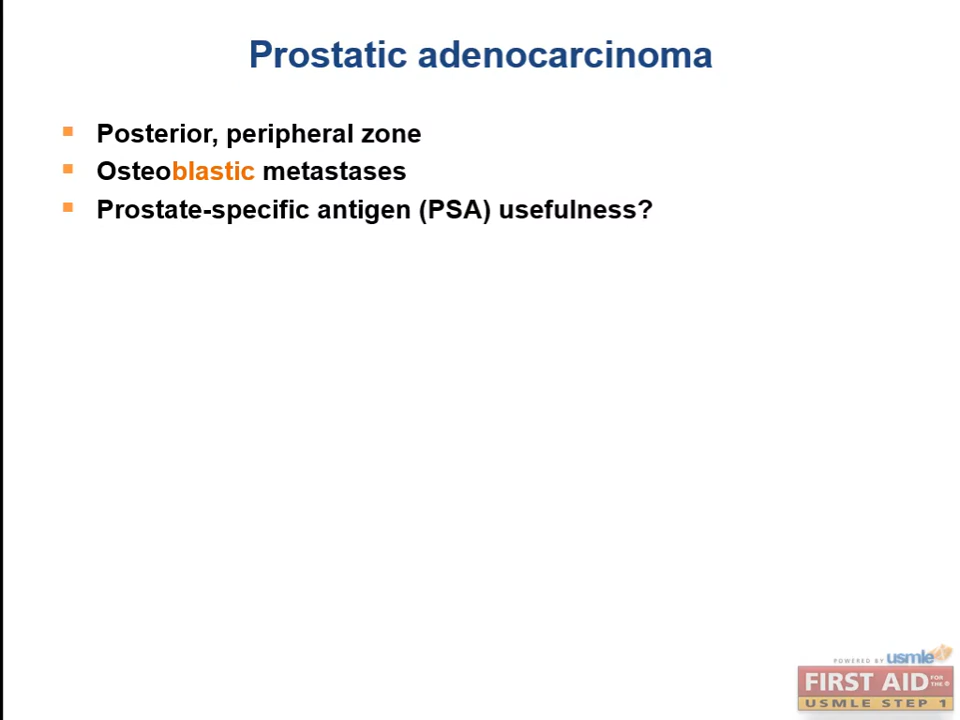 Prostatic adenocarcinoma
Posterior, peripheral zone
Osteoblastic metastases
Prostate-specific antigen (PSA) usefulness?
POWERED BY usmle
FIRST AID FOR THE ®
USMLE STEP 1